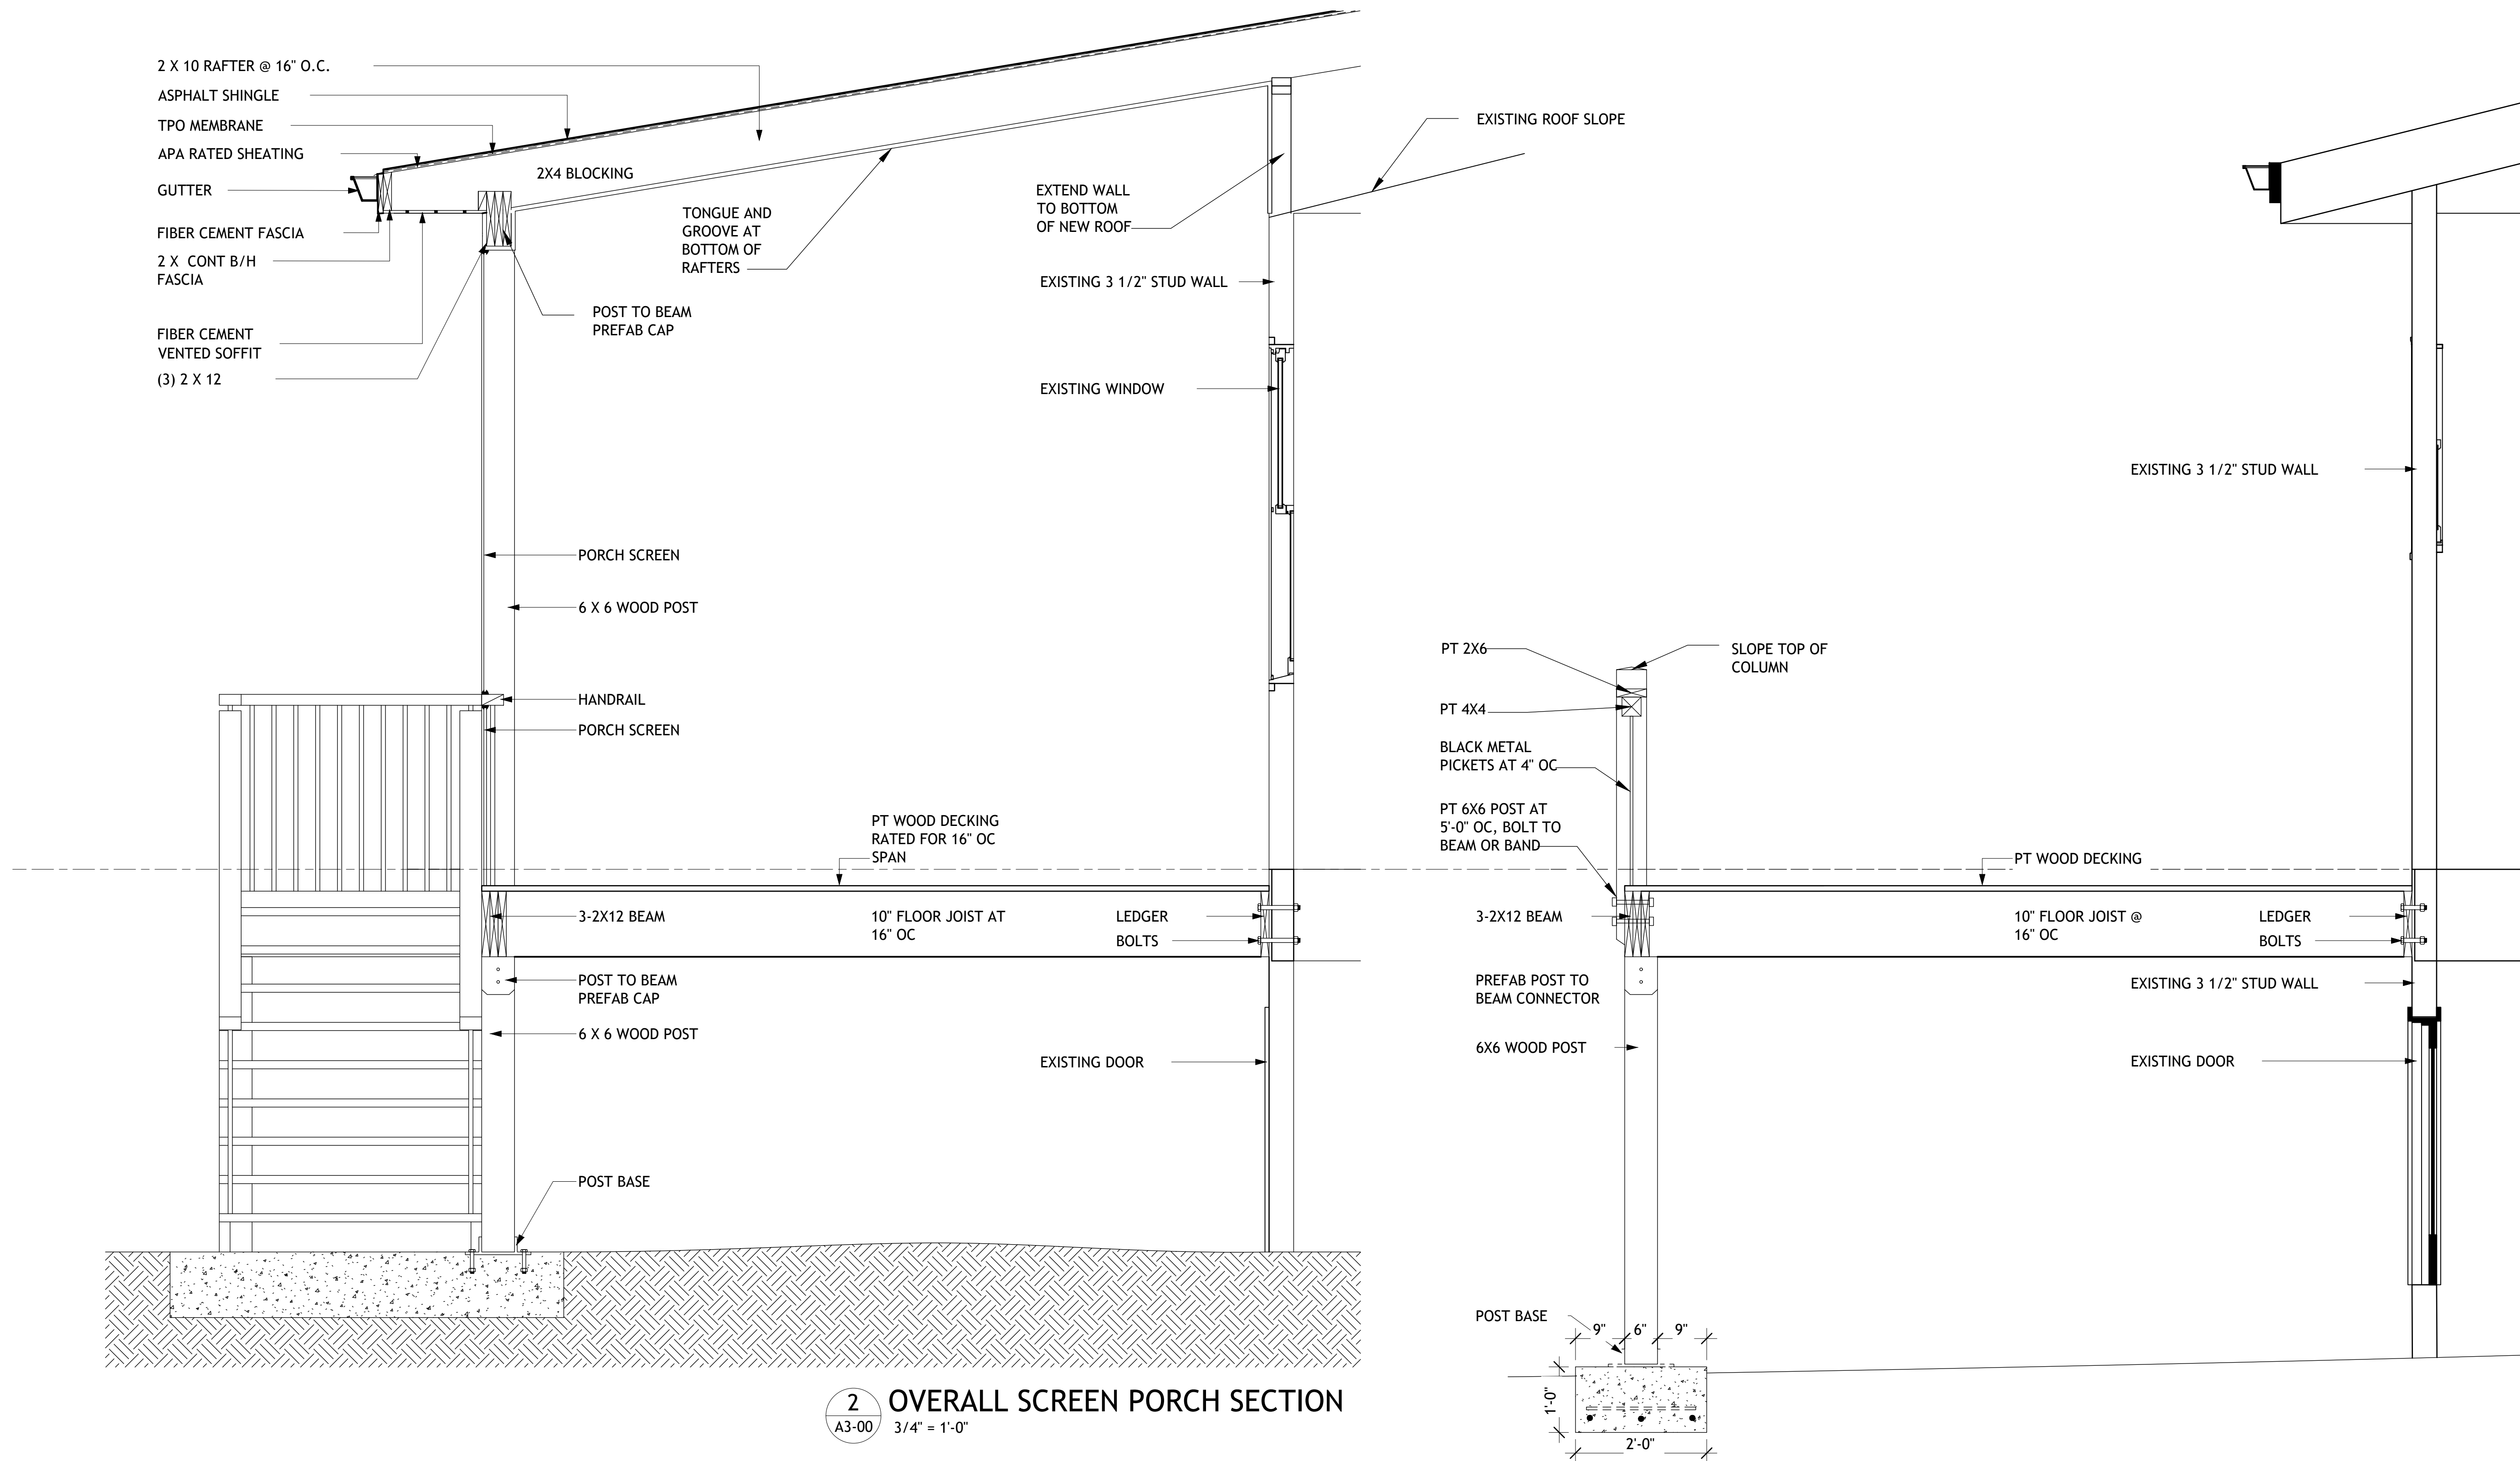 2 X 10 RAFTER @ 16" O.C.
ASPHALT SHINGLE
TPO MEMBRANE
APA RATED SHEATING
GUTTER
FIBER CEMENT FASCIA
2 X  CONT B/H
FASCIA
FIBER CEMENT
VENTED SOFFIT
(3) 2 X 12
2X4 BLOCKING
TONGUE AND
GROOVE AT
BOTTOM OF
RAFTERS
POST TO BEAM
PREFAB CAP
EXTEND WALL
TO BOTTOM
OF NEW ROOF
EXISTING ROOF SLOPE
EXISTING 3 1/2" STUD WALL
EXISTING WINDOW
PORCH SCREEN
6 X 6 WOOD POST
HANDRAIL
PORCH SCREEN
PT WOOD DECKING
RATED FOR 16" OC
SPAN
3-2X12 BEAM
10" FLOOR JOIST AT
16" OC
LEDGER
BOLTS
POST TO BEAM
PREFAB CAP
6 X 6 WOOD POST
EXISTING DOOR
POST BASE
2
A3-00
OVERALL SCREEN PORCH SECTION
3/4" = 1'-0"
EXISTING 3 1/2" STUD WALL
PT 2X6
SLOPE TOP OF
COLUMN
PT 4X4
BLACK METAL
PICKETS AT 4" OC
PT 6X6 POST AT
5'-0" OC, BOLT TO
BEAM OR BAND
PT WOOD DECKING
3-2X12 BEAM
10" FLOOR JOIST @
16" OC
LEDGER
BOLTS
PREFAB POST TO
BEAM CONNECTOR
EXISTING 3 1/2" STUD WALL
6X6 WOOD POST
EXISTING DOOR
POST BASE
9"
6"
9"
1'-0"
2'-0"